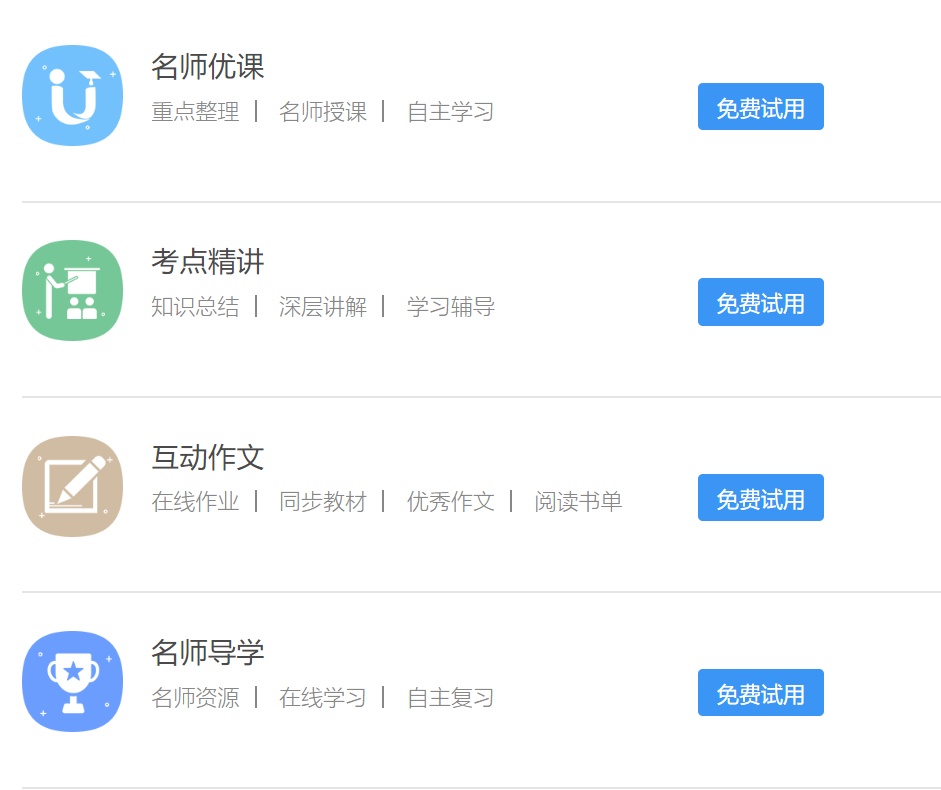 名师优课
重点整理 | 名师授课 | 自主学习
免费试用
考点精讲
知识总结 | 深层讲解 | 学习辅导
免费试用
互动作文
在线作业 | 同步教材 | 优秀作文 | 阅读书单
免费试用
名师导学
名师资源 | 在线学习 | 自主复习
免费试用